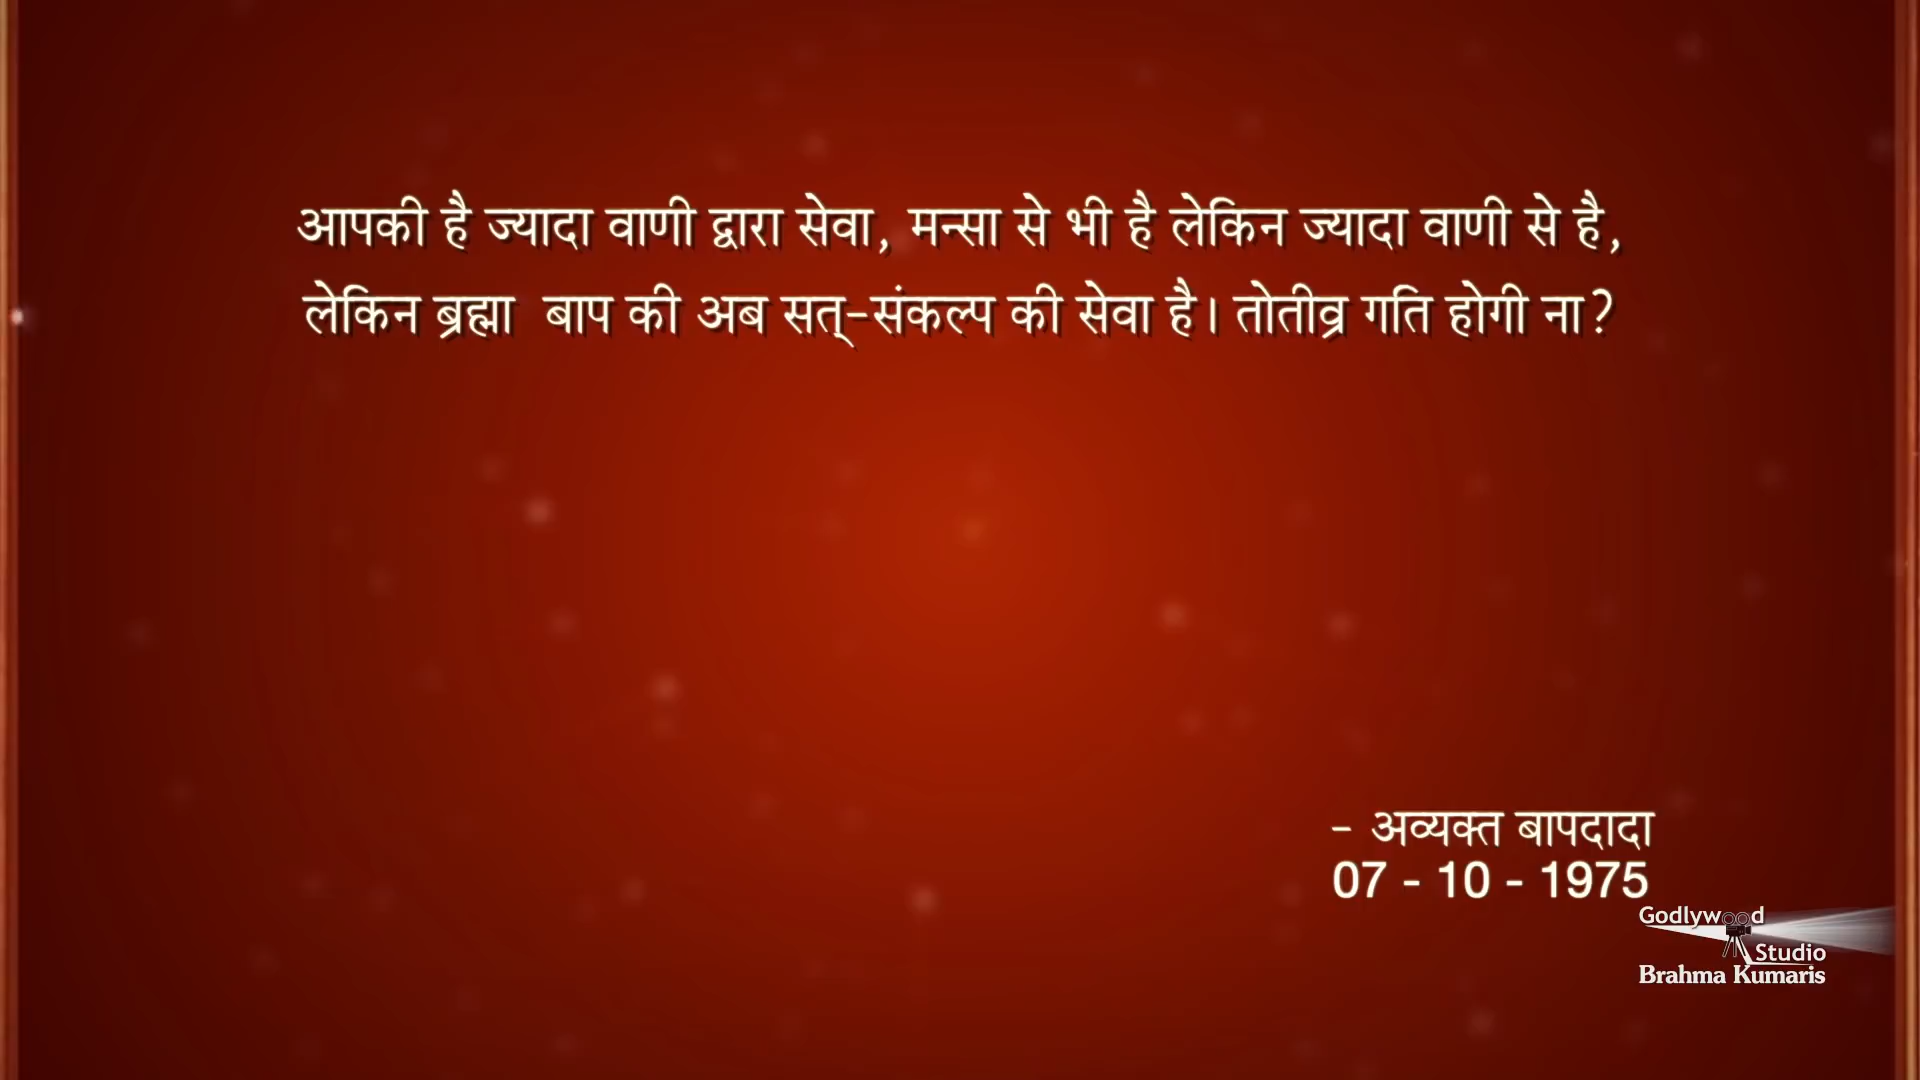 आपकी है ज्यादा वाणी द्वारा सेवा, मन्सा से भी है लेकिन ज्यादा वाणी से है,
लेकिन ब्रह्मा बाप की अब सत्-संकल्प की सेवा है। तोतीव्र गति होगी ना?
- अव्यक्त बापदादा
07 - 10 - 1975
Godlywood
Studio
Brahma Kumaris